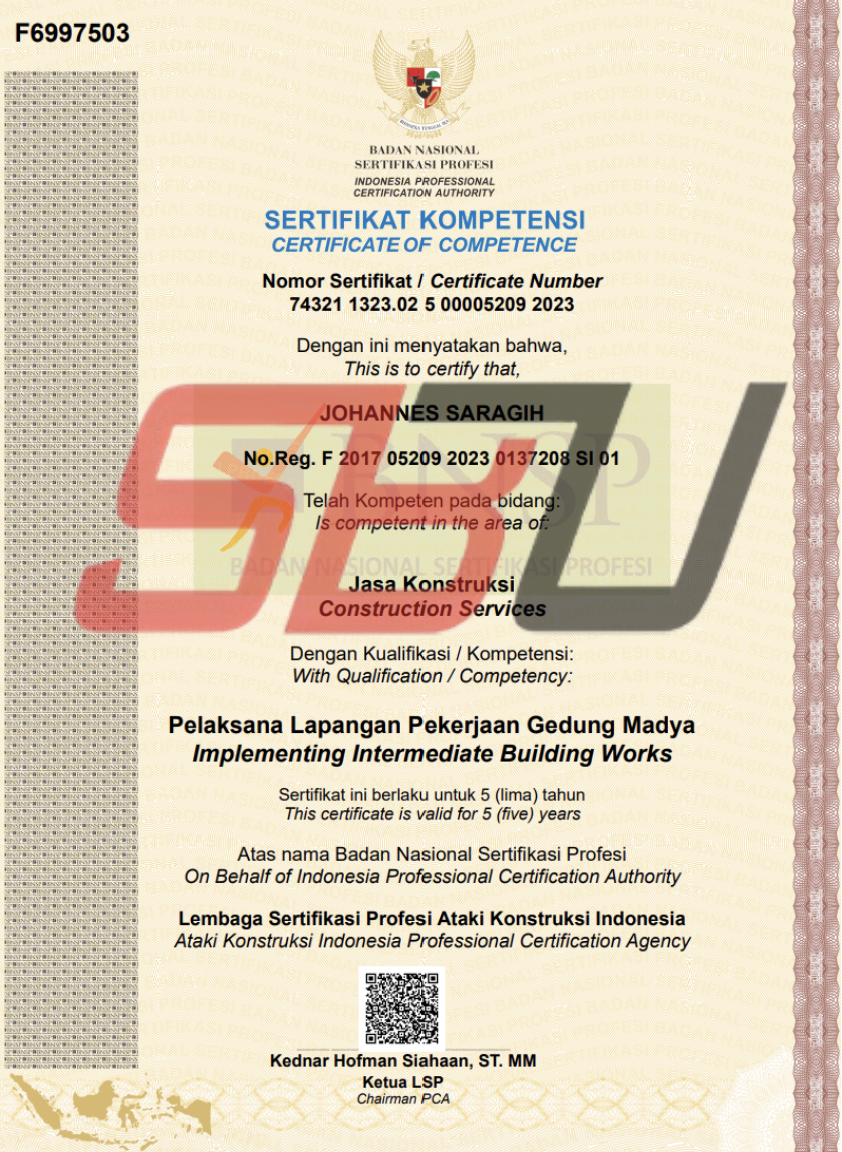 F6997503
BADAN NASIONAL
SERTIFIKASI PROFESI
INDONESIA PROFESSIONAL
CERTIFICATION AUTHORITY
SERTIFIKAT KOMPETENSI
CERTIFICATE OF COMPETENCE
Nomor Sertifikat / Certificate Number
74321 1323.02 5 00005209 2023
Dengan ini menyatakan bahwa,
This is to certify that,
JOHANNES SARAGIH
No.Reg. F 2017 05209 2023 0137208 SI 01
Telah Kompeten pada bidang:
Is competent in the area of:
SBU
BNSP
BADAN NASIONAL SERTIFIKASI PROFESI
Jasa Konstruksi
Construction Services
Dengan Kualifikasi / Kompetensi:
With Qualification / Competency:
Pelaksana Lapangan Pekerjaan Gedung Madya
Implementing Intermediate Building Works
Sertifikat ini berlaku untuk 5 (lima) tahun
This certificate is valid for 5 (five) years
Atas nama Badan Nasional Sertifikasi Profesi
On Behalf of Indonesia Professional Certification Authority
Lembaga Sertifikasi Profesi Ataki Konstruksi Indonesia
Ataki Konstruksi Indonesia Professional Certification Agency
Kednar Hofman Siahaan, ST. MM
Ketua LSP
Chairman PCA